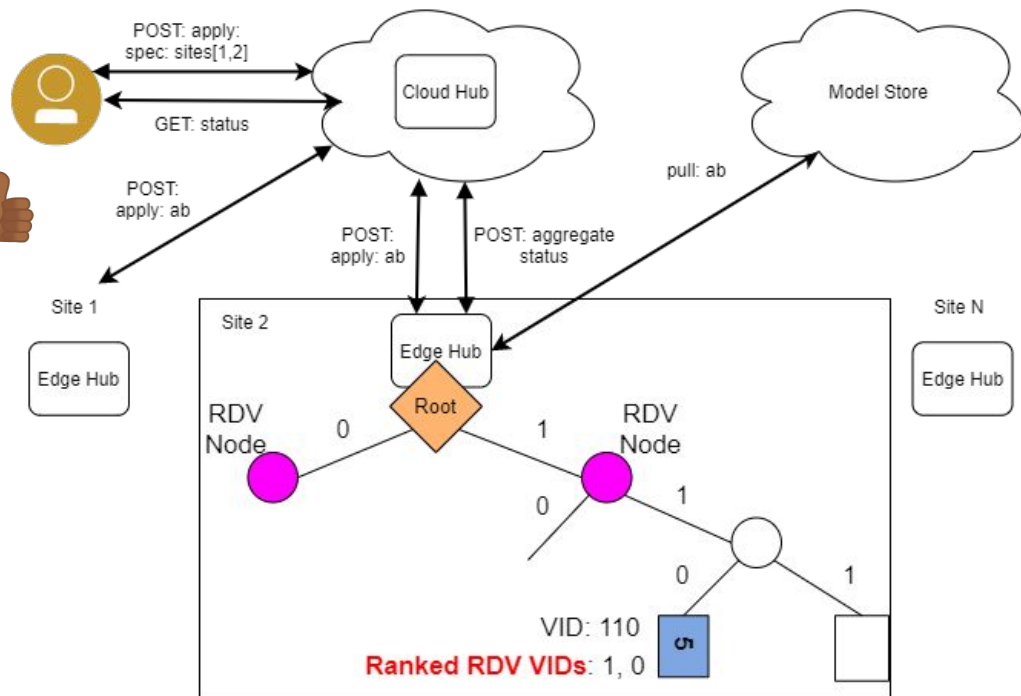 POST: apply:
spec: sites[1,2]
GET: status
Cloud Hub
Model Store
POST:
apply: ab
POST:
apply: ab
POST: aggregate
status
pull: ab
Site 1
Edge Hub
Site 2
Edge Hub
Root
Site N
Edge Hub
RDV
Node
0
1
RDV
Node
0
1
0
1
VID: 110
5
Ranked RDV VIDs: 1, 0